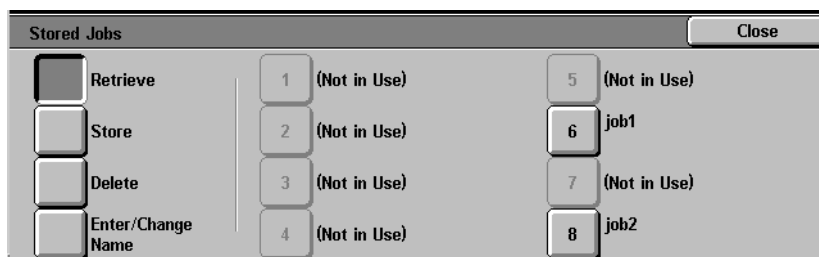 Stored Jobs
Close
Retrieve
1 (Not in Use)
5 (Not in Use)
Store
2 (Not in Use)
6 job1
Delete
3 (Not in Use)
7 (Not in Use)
Enter/Change
Name
4 (Not in Use)
8 job2